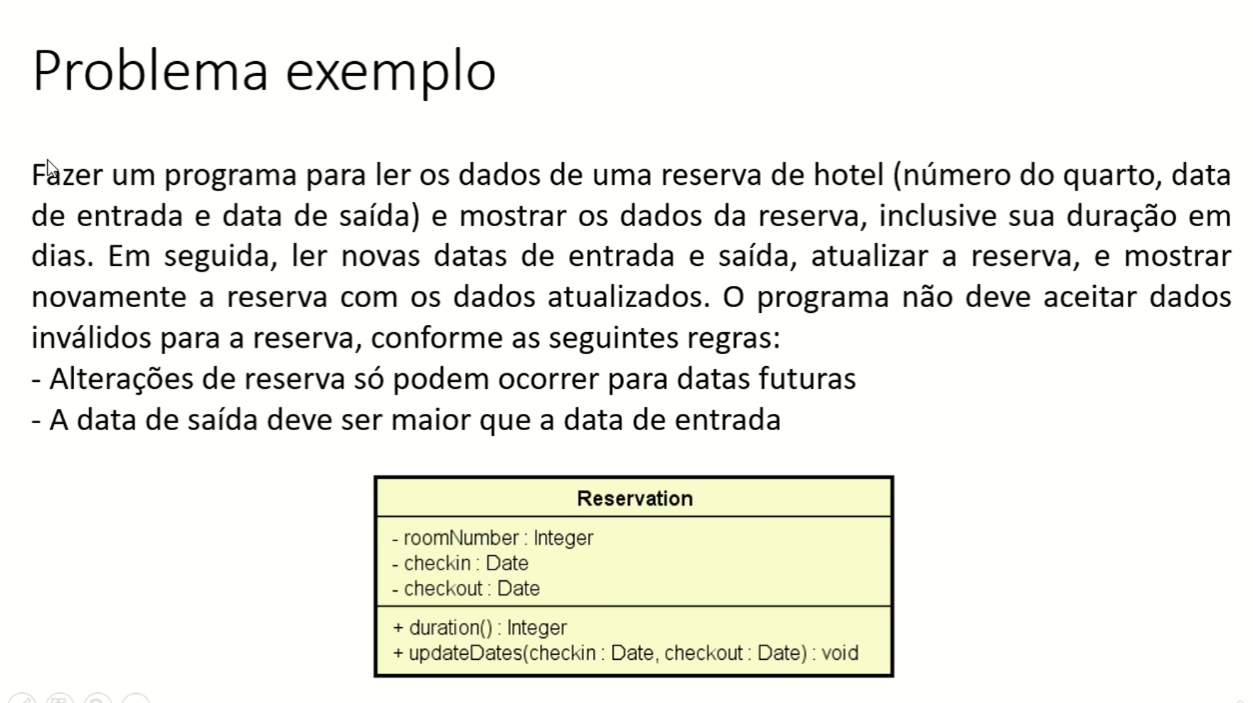 Problema exemplo
Fazer um programa para ler os dados de uma reserva de hotel (número do quarto, data
de entrada e data de saída) e mostrar os dados da reserva, inclusive sua duração em
dias. Em seguida, ler novas datas de entrada e saída, atualizar a reserva, e mostrar
novamente a reserva com os dados atualizados. O programa não deve aceitar dados
inválidos para a reserva, conforme as seguintes regras:
- Alterações de reserva só podem ocorrer para datas futuras
- A data de saída deve ser maior que a data de entrada
Reservation
- roomNumber : Integer
- checkin : Date
- checkout : Date
+ duration() : Integer
+ updateDates(checkin : Date, checkout : Date) : void